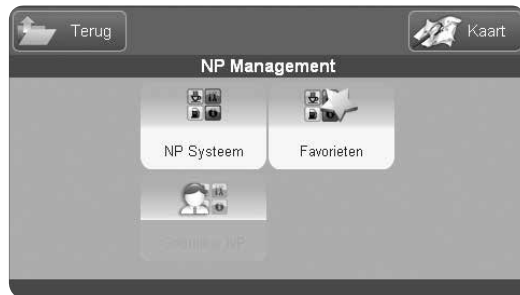 Terug
Kaart
NP Management
NP Systeem
Favorieten